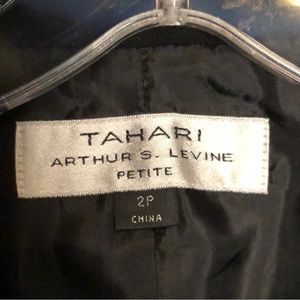 TAHARI
ARTHUR S. LEVINE
PETITE
2P
CHINA